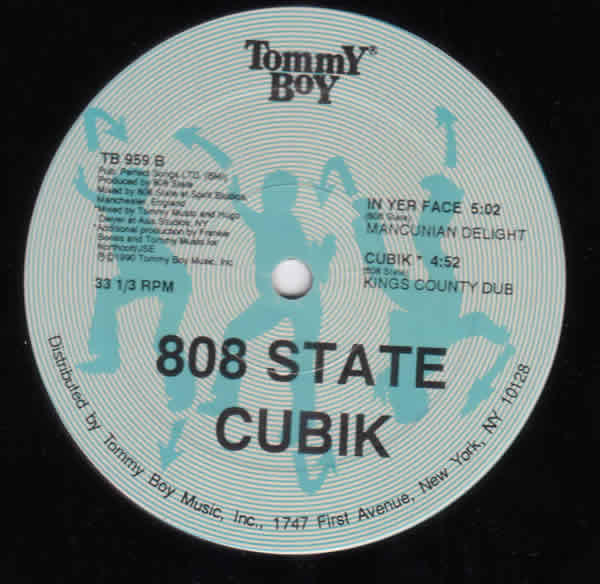 Tommy®
Boy
TB 959 B
Pub. Perfect Songs LTD. (BMI)
Produced by 808 State
Mixed by 808 State at Spirit Studios,
Manchester, England
*Mixed by Tommy Musto and Hugo
Dwyer at Axis Studios, NY
*Additional production by Frankie
Bones and Tommy Musto for
Northcott/JSE
℗©1990 Tommy Boy Music, Inc.
33 1/3 RPM
IN YER FACE 5:02
(808 State)
MANCUNIAN DELIGHT
CUBIK * 4:52
(808 State)
KINGS COUNTY DUB
808 STATE
CUBIK
Distributed by Tommy Boy Music, Inc., 1747 First Avenue, New York, NY 10128